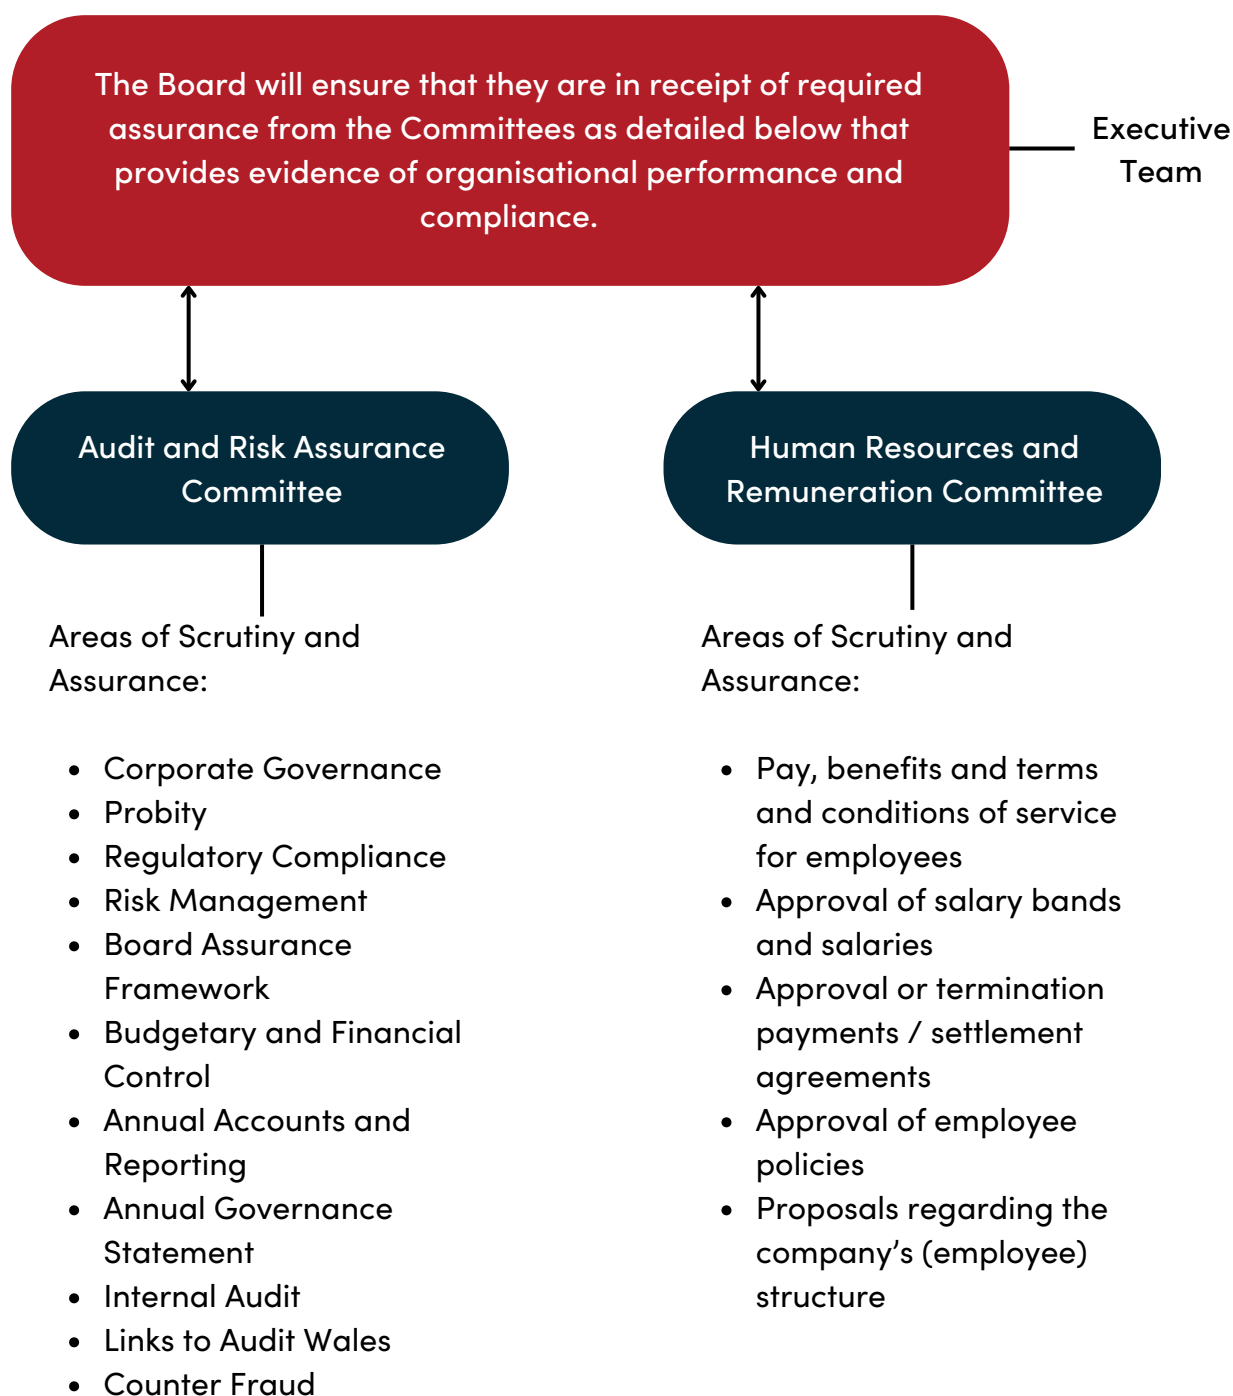 The Board will ensure that they are in receipt of required
assurance from the Committees as detailed below that
provides evidence of organisational performance and
compliance.
Executive
Team
Audit and Risk Assurance
Committee
Areas of Scrutiny and
Assurance:
• Corporate Governance
• Probity
• Regulatory Compliance
• Risk Management
• Board Assurance
Framework
• Budgetary and Financial
Control
• Annual Accounts and
Reporting
• Annual Governance
Statement
• Internal Audit
• Links to Audit Wales
• Counter Fraud
Human Resources and
Remuneration Committee
Areas of Scrutiny and
Assurance:
• Pay, benefits and terms
and conditions of service
for employees
• Approval of salary bands
and salaries
• Approval or termination
payments / settlement
agreements
• Approval of employee
policies
• Proposals regarding the
company’s (employee)
structure